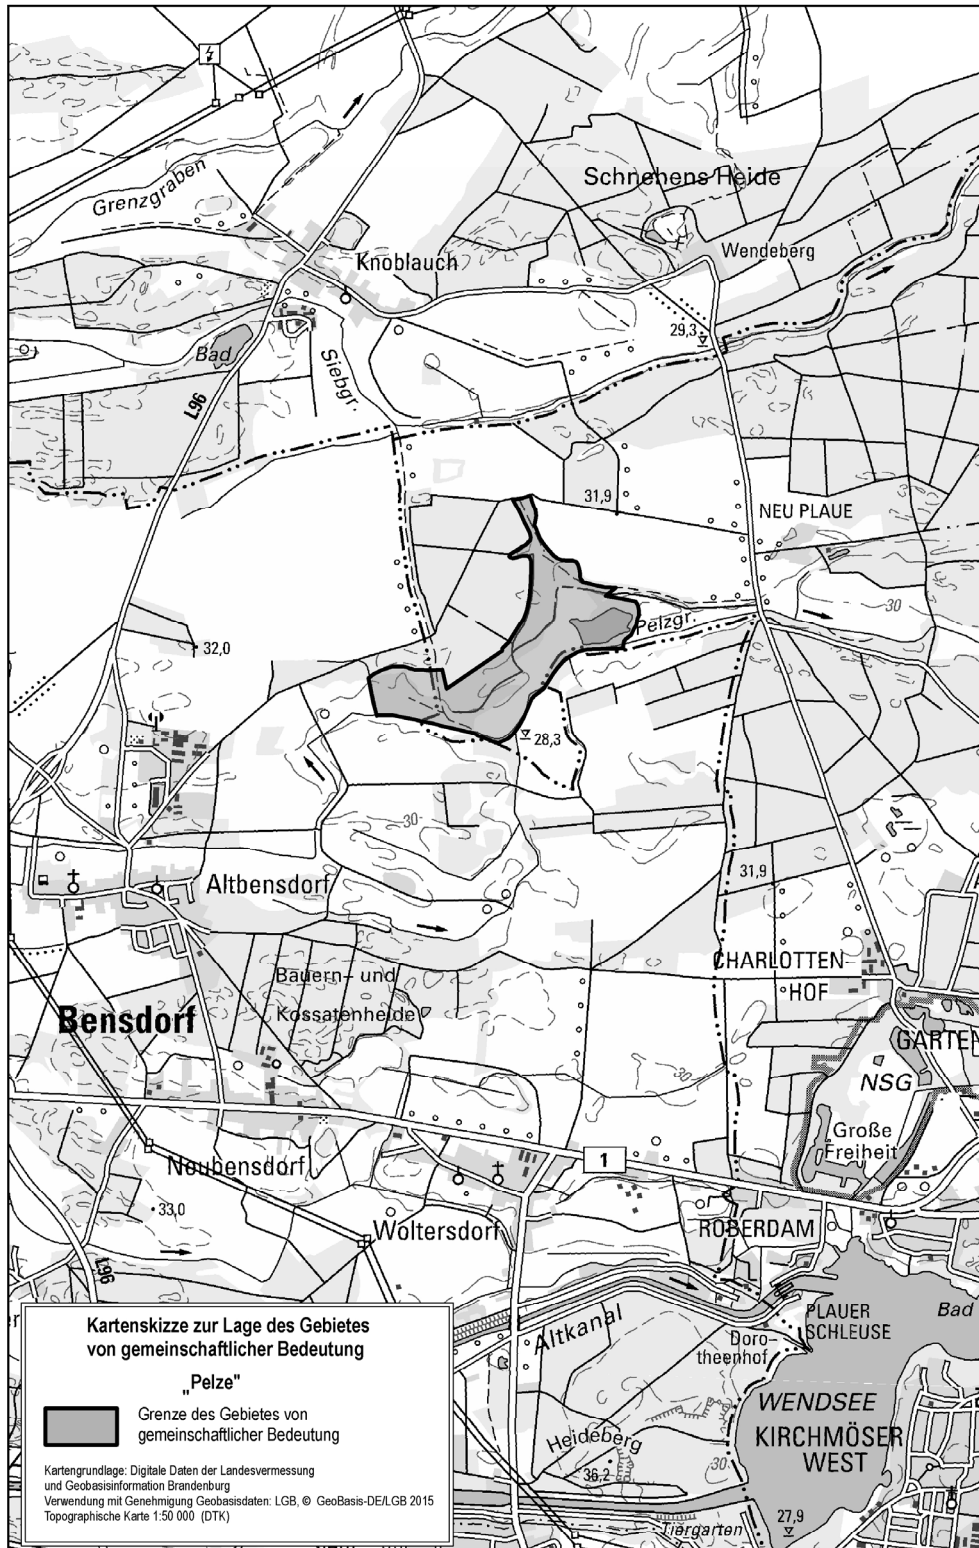 Grenzgraben
Schnehens Heide
Wendeberg
Knoblauch
29,3
Bad
Siebgr.
L96
31,9
NEU PLAUE
30
Pelzgr.
32,0
28,3
30
31,9
Altbensdorf
CHARLOTTEN-
HOF
Bauern- und
Kossatenheide
Bensdorf
GARTEN
NSG
30
Große
Freiheit
1
Neubensdorf
33,0
Woltersdorf
ROBERDAM
L96
Bad
PLAUER
SCHLEUSE
Altkanal
Doro-
theenhof
WENDSEE
KIRCHMÖSER
WEST
Heideberg
36,2
30
27,9
Tiergarten
Kartenskizze zur Lage des Gebietes
von gemeinschaftlicher Bedeutung
"Pelze"
Grenze des Gebietes von
gemeinschaftlicher Bedeutung
Kartengrundlage: Digitale Daten der Landesvermessung
und Geobasisinformation Brandenburg
Verwendung mit Genehmigung Geobasisdaten: LGB, © GeoBasis-DE/LGB 2015
Topographische Karte 1:50 000 (DTK)